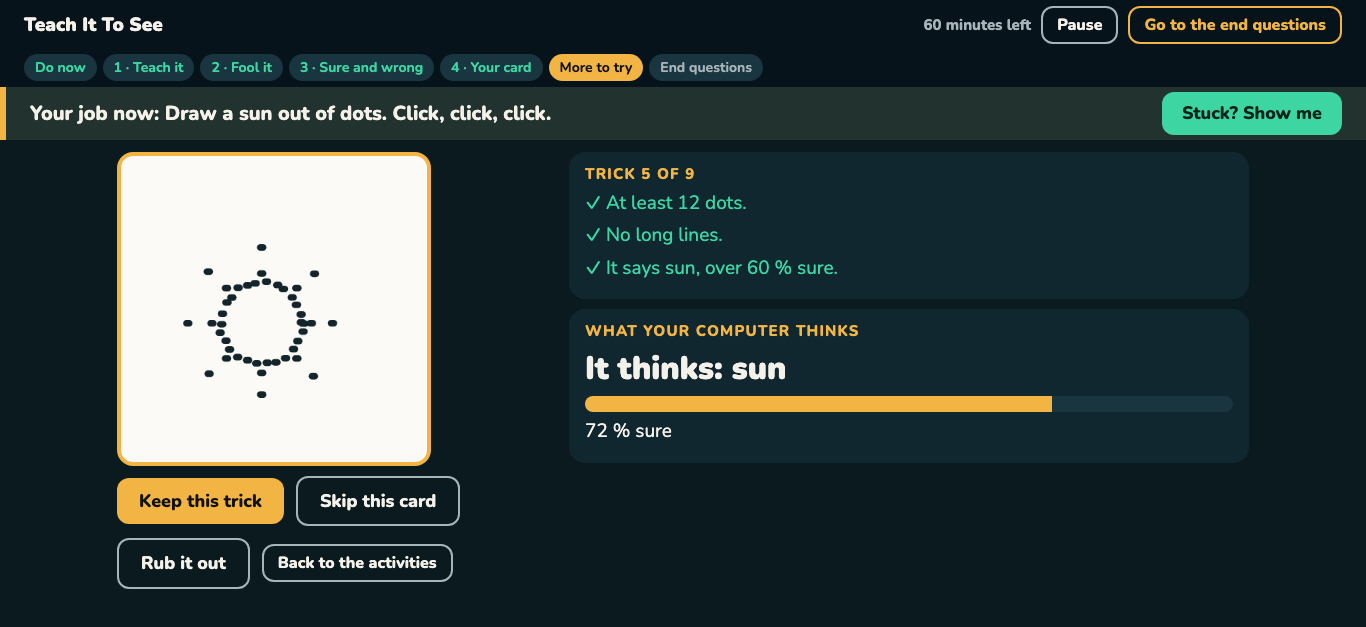 Teach It To See
60 minutes left
Pause
Go to the end questions
Do now
1 · Teach it
2 · Fool it
3 · Sure and wrong
4 · Your card
More to try
End questions
Your job now: Draw a sun out of dots. Click, click, click.
Stuck? Show me
TRICK 5 OF 9
✓ At least 12 dots.
✓ No long lines.
✓ It says sun, over 60 % sure.
WHAT YOUR COMPUTER THINKS
It thinks: sun
72 % sure
Keep this trick
Skip this card
Rub it out
Back to the activities